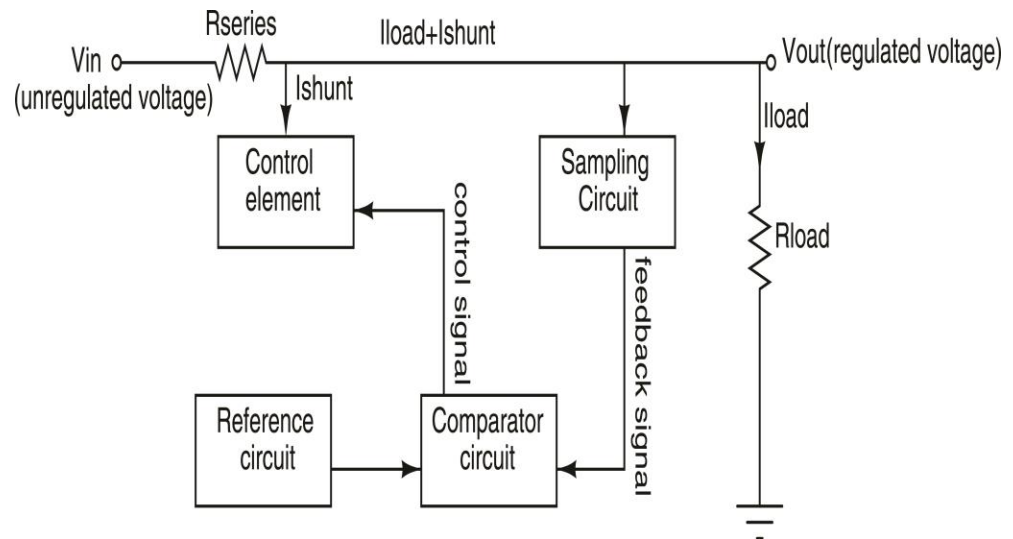 Rseries
Iload+Ishunt
Vin
(unregulated voltage)
Vout(regulated voltage)
Ishunt
Iload
Control
element
Sampling
Circuit
control signal
Rload
feedback signal
Reference
circuit
Comparator
circuit